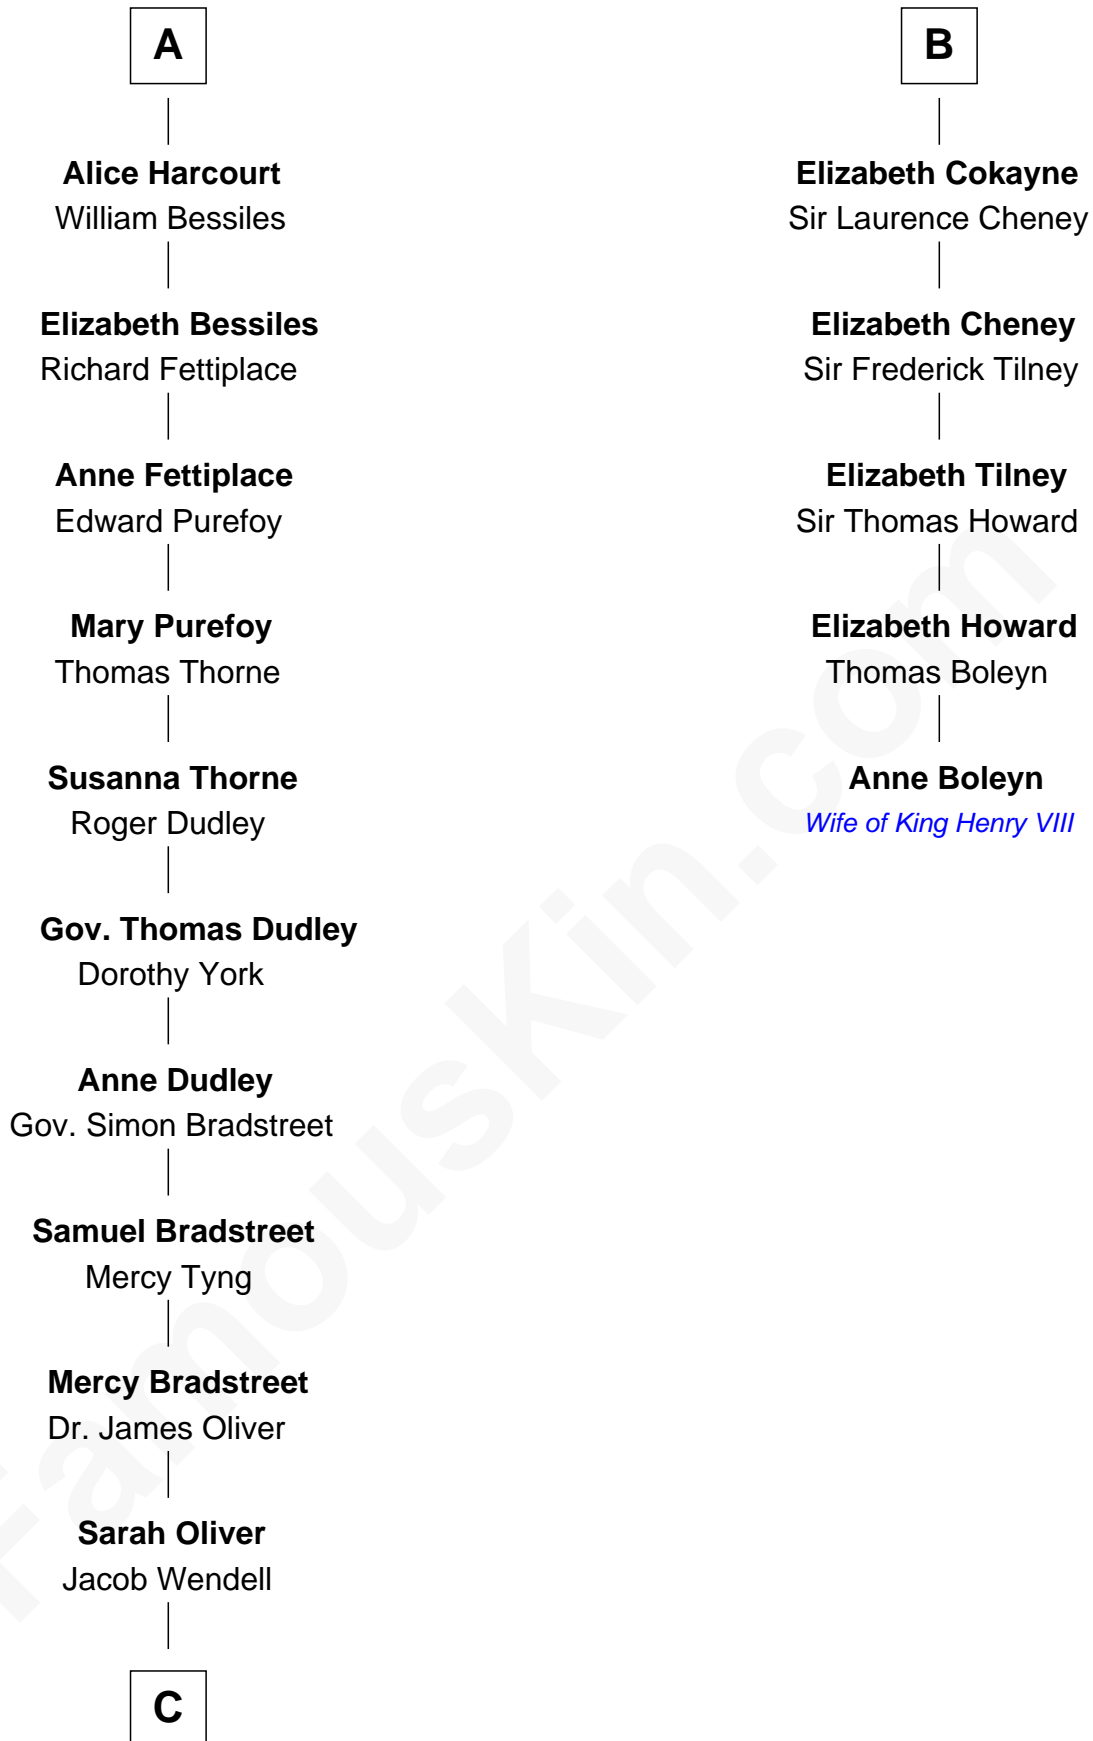 A
Alice Harcourt
William Bessiles
Elizabeth Bessiles
Richard Fettiplace
Anne Fettiplace
Edward Purefoy
Mary Purefoy
Thomas Thorne
Susanna Thorne
Roger Dudley
Gov. Thomas Dudley
Dorothy York
Anne Dudley
Gov. Simon Bradstreet
Samuel Bradstreet
Mercy Tyng
Mercy Bradstreet
Dr. James Oliver
Sarah Oliver
Jacob Wendell
C
B
Elizabeth Cokayne
Sir Laurence Cheney
Elizabeth Cheney
Sir Frederick Tilney
Elizabeth Tilney
Sir Thomas Howard
Elizabeth Howard
Thomas Boleyn
Anne Boleyn
Wife of King Henry VIII
FamousKin.com